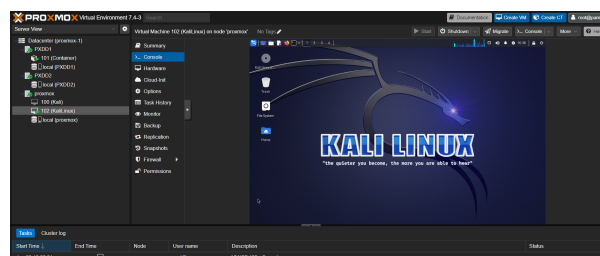 PROXMOX Virtual Environment 7.4-3 Search
Documentation Create VM Create CT
Server View
Virtual Machine 102 (KaliLinux) on node 'proxmox' No Tags
Start Shutdown Migrate Console More
Datacenter (proxmox-1)
PXDD1
101 (Container)
local (PXDD1)
PXDD2
local (PXDD2)
proxmox
100 (Kali)
102 (KaliLinux)
local (proxmox)
Summary
Console
Hardware
Cloud-Init
Options
Task History
Monitor
Backup
Replication
Snapshots
Firewall
Permissions
Trash
File System
Home
KALI LINUX
"the quieter you become, the more you are able to hear"
Tasks Cluster log
Start Time End Time Node User name Description Status